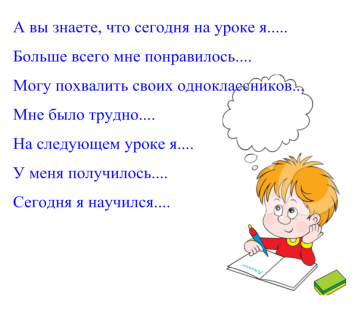 А вы знаете, что сегодня на уроке я.....
Больше всего мне понравилось....
Могу похвалить своих одноклассников...
Мне было трудно....
На следующем уроке я....
У меня получилось....
Сегодня я научился....